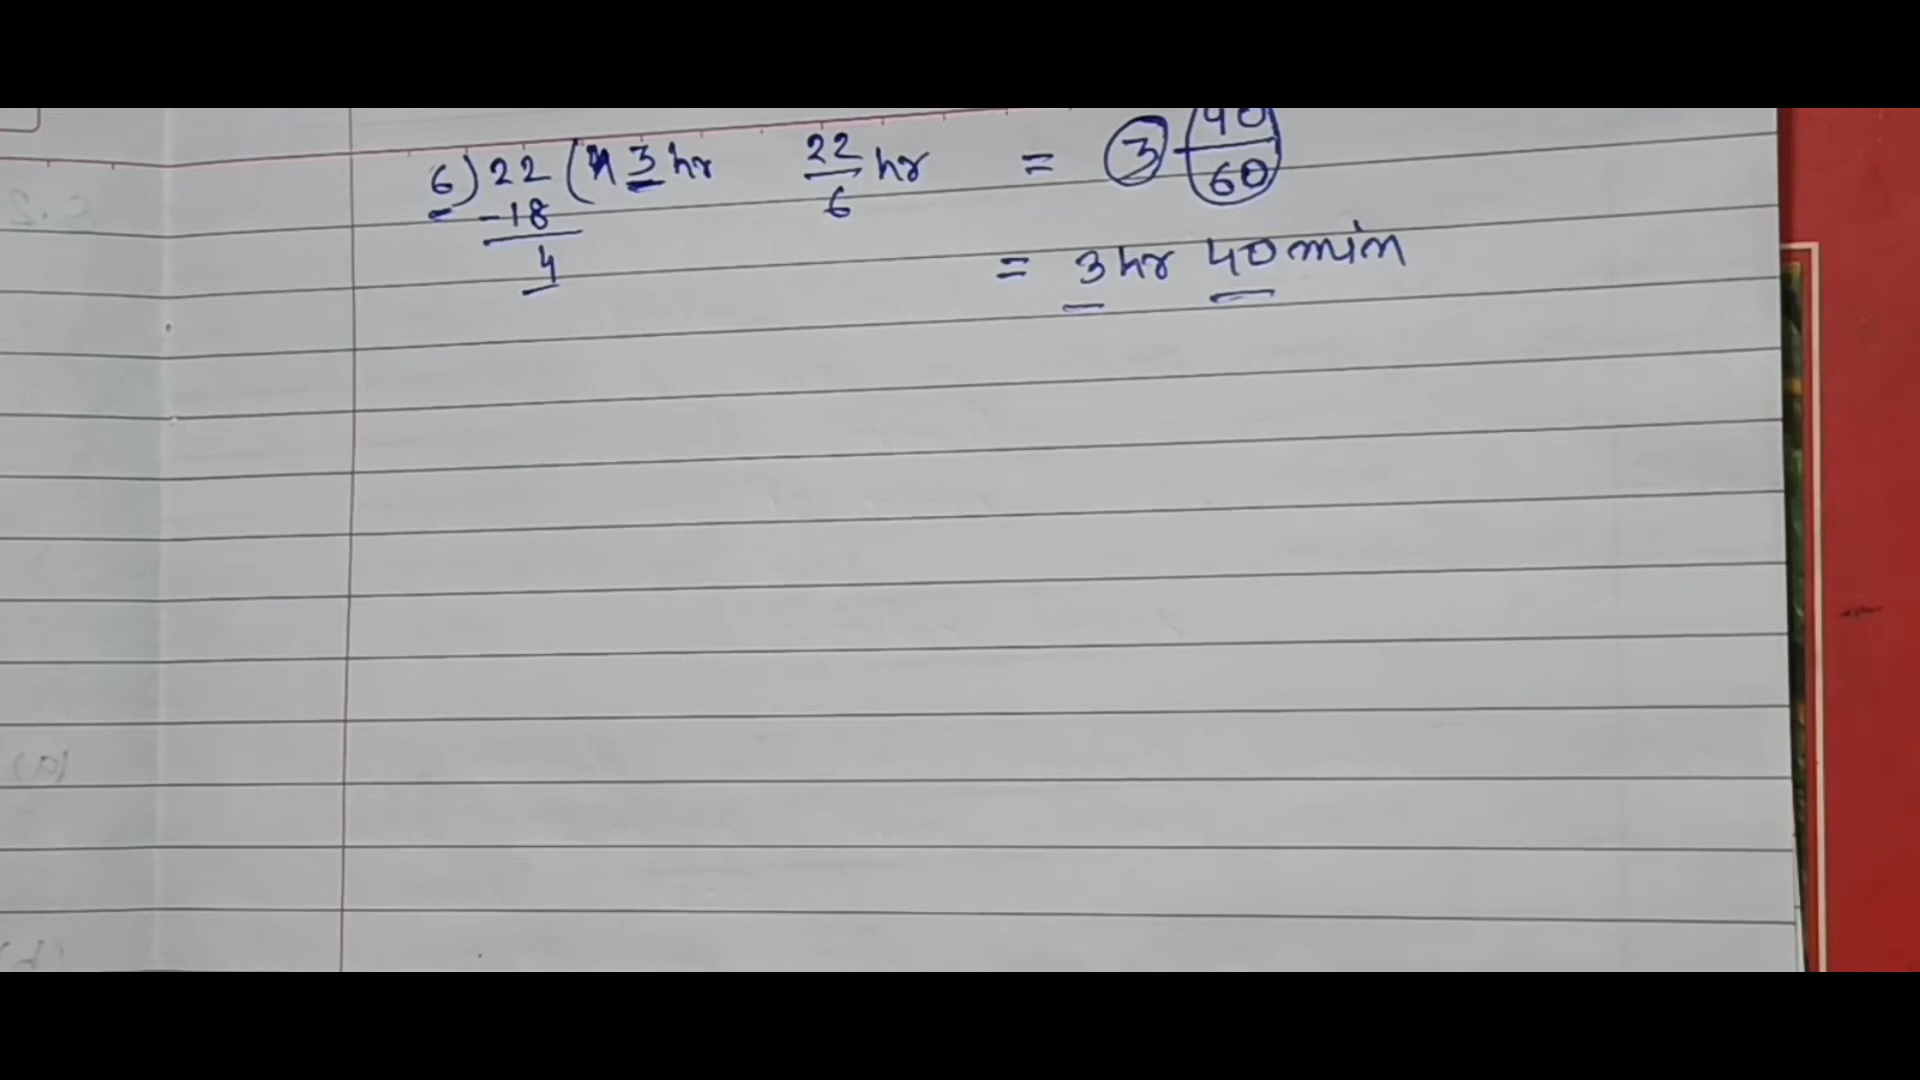 6)22(3 hr 22/6 hr = 3 40/60
-18
4 = 3 hr 40 min